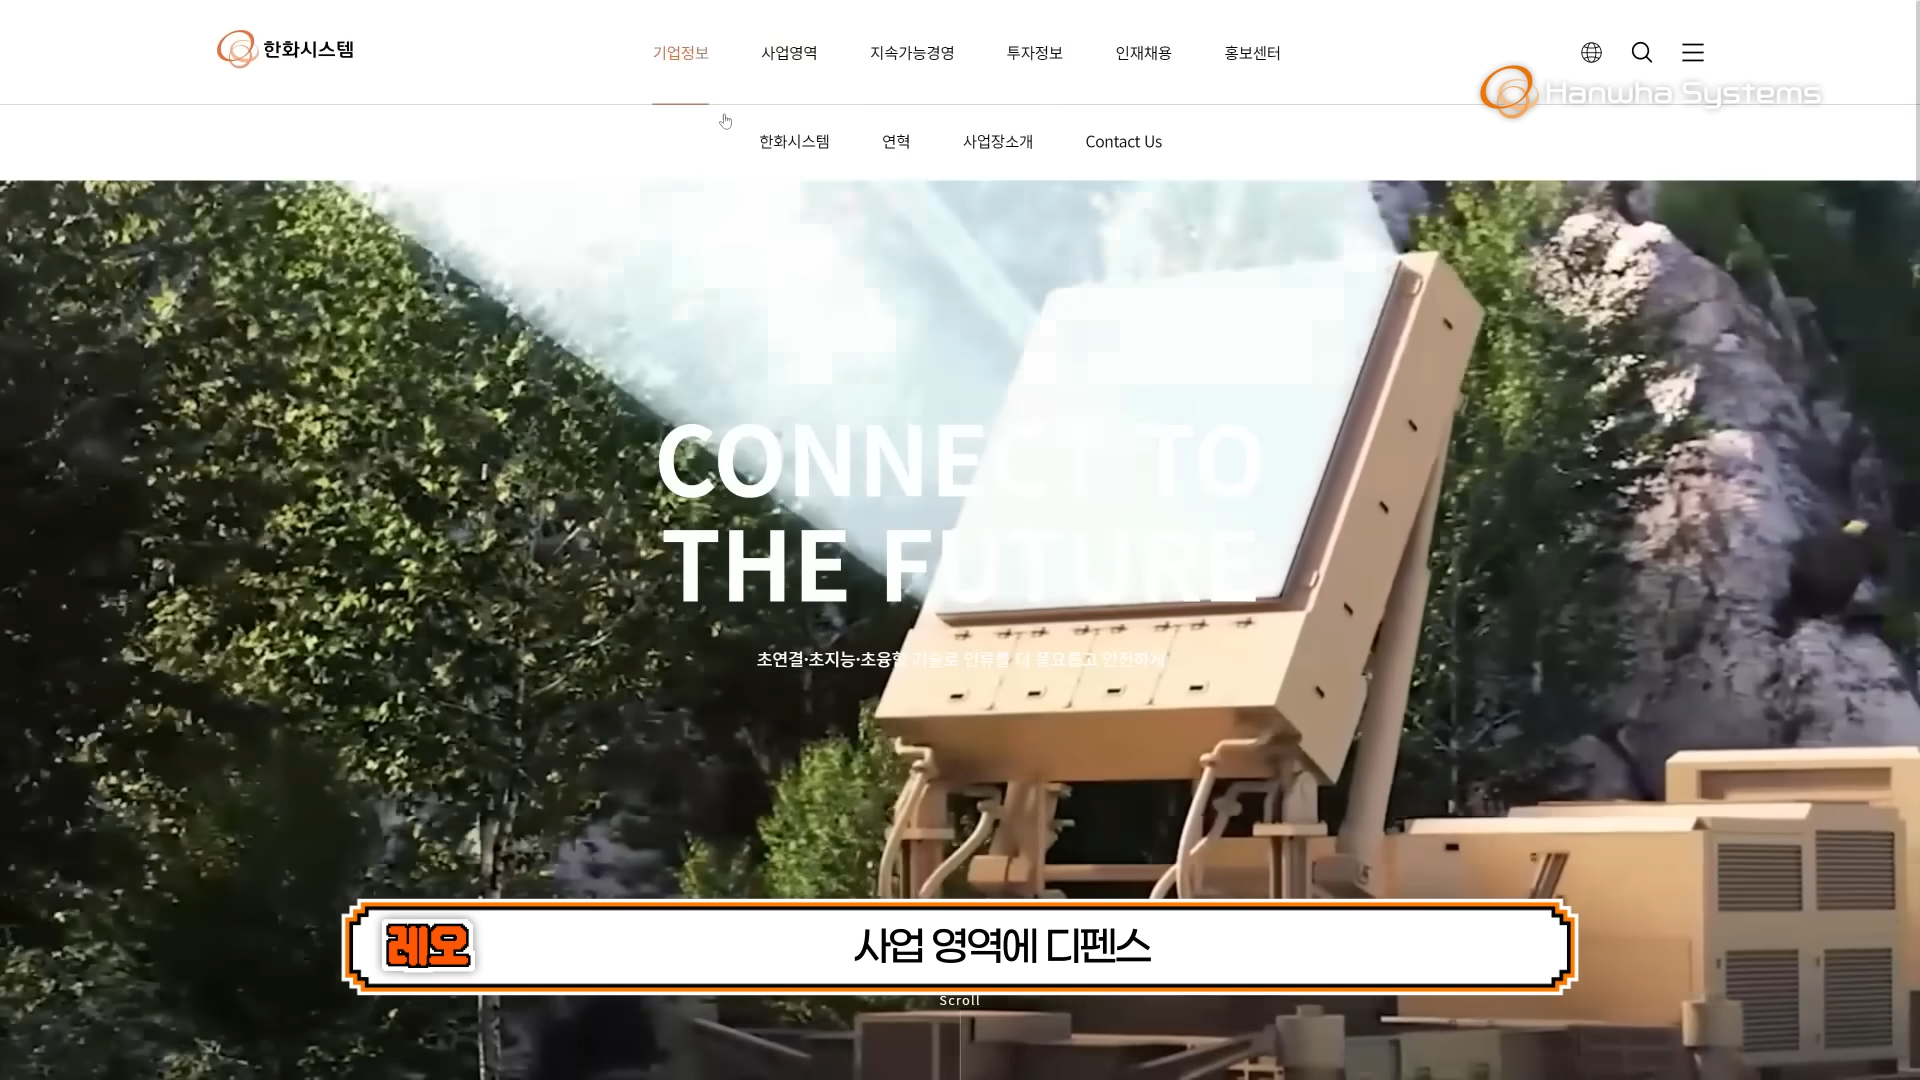 한화시스템
기업정보 사업영역 지속가능경영 투자정보 인재채용 홍보센터
Hanwha Systems
한화시스템 연혁 사업장소개 Contact Us
CONNECT TO
THE FUTURE
초연결·초지능·초융합 기술로 인류를 더 풍요롭고 안전하게
레오 사업 영역에 디펜스
Scroll